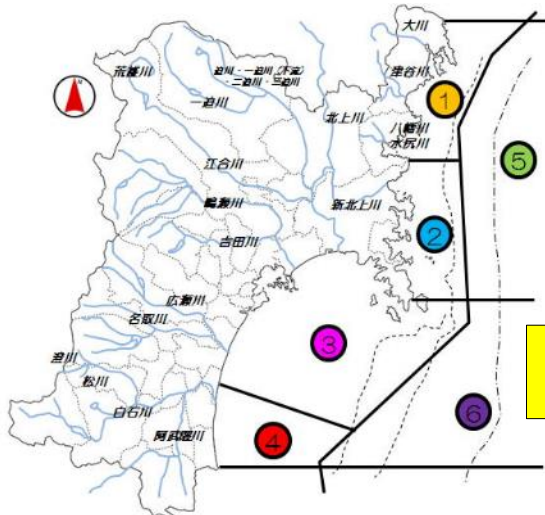 大川
荒雄川
迫川・一迫川(下流)
・二迫川・三迫川
津谷川
一迫川
北上川
①
八幡川
水尻川
江合川
⑤
鳴瀬川
新北上川
②
吉田川
広瀬川
名取川
③
澄川
松川
白石川
⑥
阿武隈川
④